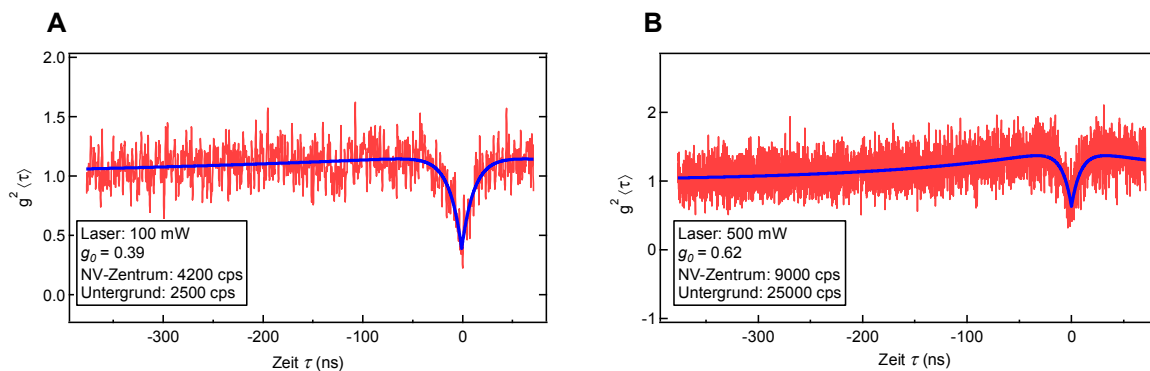 A
2.0
1.5
1.0
0.5
0.0
g² ⟨τ⟩
Laser: 100 mW
g₀ = 0.39
NV-Zentrum: 4200 cps
Untergrund: 2500 cps
-300 -200 -100 0
Zeit τ (ns)
B
2
1
0
-1
g² ⟨τ⟩
Laser: 500 mW
g₀ = 0.62
NV-Zentrum: 9000 cps
Untergrund: 25000 cps
-300 -200 -100 0
Zeit τ (ns)